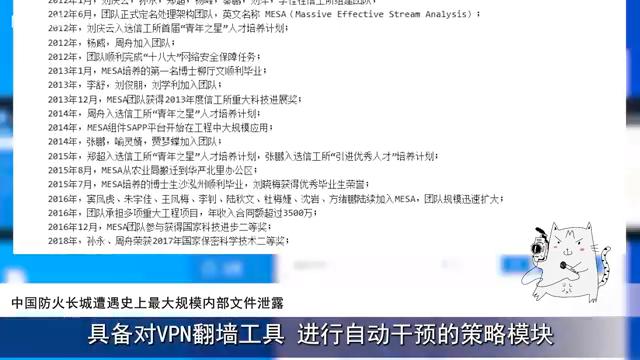 2012年6月，团队正式定名处理架构团队，英文名称 MESA（Massive Effective Stream Analysis）；
2012年，刘庆云入选信工所首届“青年之星”人才培养计划；
2012年，杨威，周舟加入团队；
2012年，团队顺利完成“十八大”网络安全保障任务；
2013年1月，MESA培养的第一名博士柳厅文顺利毕业；
2013年，李舒，刘俊朋，刘学利加入团队；
2013年12月，MESA团队获得2013年度信工所重大科技进展奖；
2014年，周舟入选信工所“青年之星”人才培养计划；
2014年，MESA组件SAPP平台开始在工程中大规模应用；
2014年，张鹏，喻灵婧，贾梦蝶加入团队；
2015年，郑超入选信工所“青年之星”人才培养计划，张鹏入选信工所“引进优秀人才”培养计划；
2015年8月，MESA从农业局搬迁到华严北里办公区；
2015年7月，MESA培养的博士生沙泓州顺利毕业，刘晓梅获得优秀毕业生荣誉；
2016年，窦凤虎、朱宇佳、王凤梅、李钊、陆秋文、杜梅婕、沈岩、方绪鹏陆续加入MESA，团队规模迅速扩大；
2016年，团队承担多项重大工程项目，年收入合同额超过3500万；
2016年，MESA团队参与获得国家科技进步二等奖；
2018年，孙永、周舟荣获2017年国家保密科学技术二等奖；
中国防火长城遭遇史上最大规模内部文件泄露
具备对VPN翻墙工具 进行自动干预的策略模块